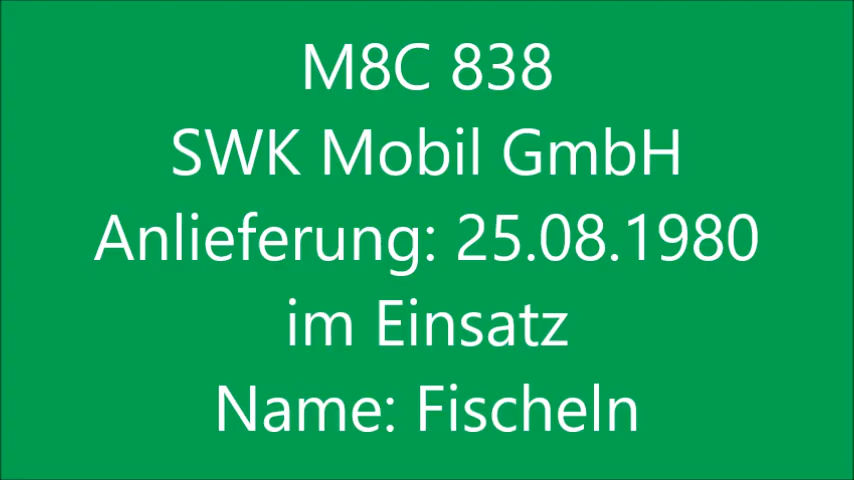 M8C 838
SWK Mobil GmbH
Anlieferung: 25.08.1980
im Einsatz
Name: Fischeln